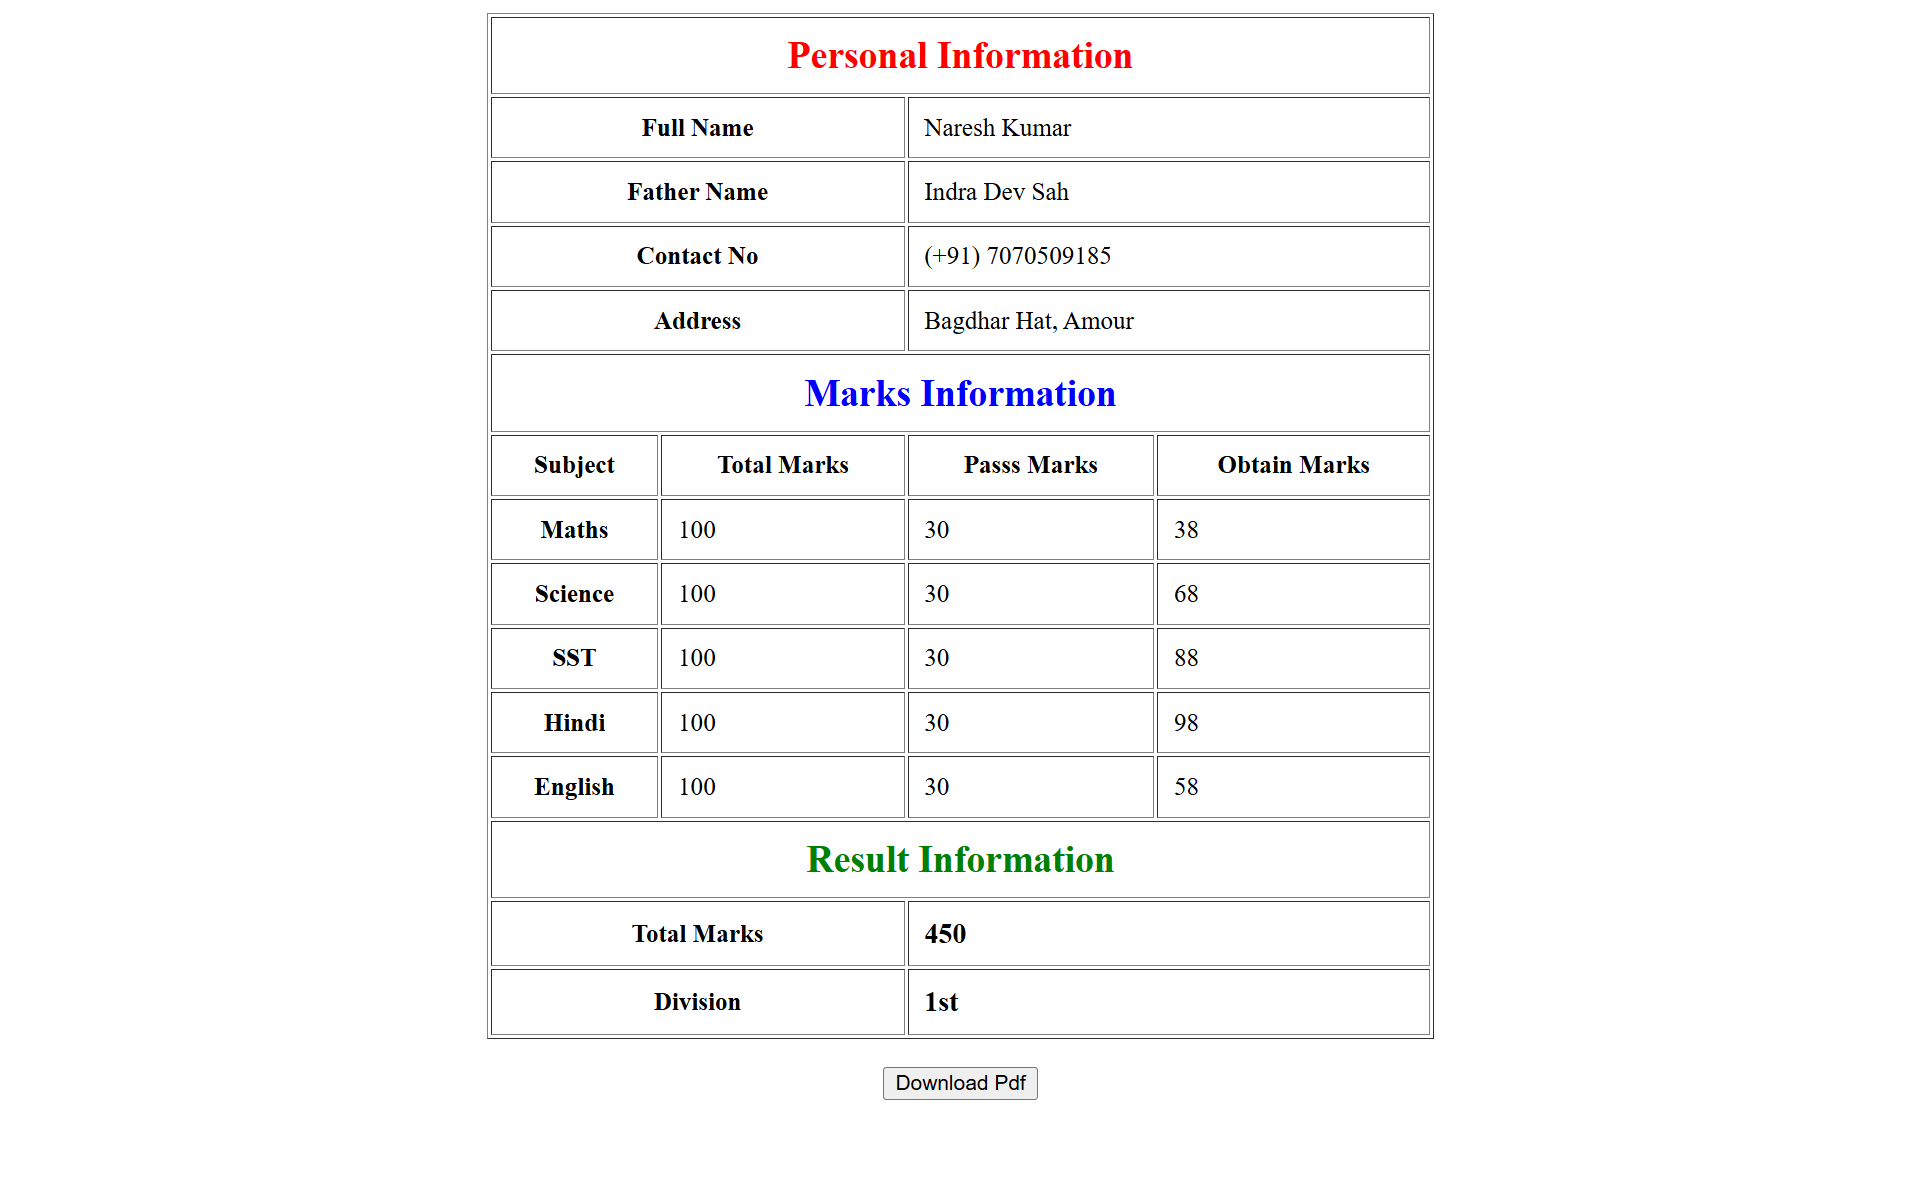 Personal Information
Full Name Naresh Kumar
Father Name Indra Dev Sah
Contact No (+91) 7070509185
Address Bagdhar Hat, Amour
Marks Information
Subject Total Marks Passs Marks Obtain Marks
Maths 100 30 38
Science 100 30 68
SST 100 30 88
Hindi 100 30 98
English 100 30 58
Result Information
Total Marks 450
Division 1st
Download Pdf